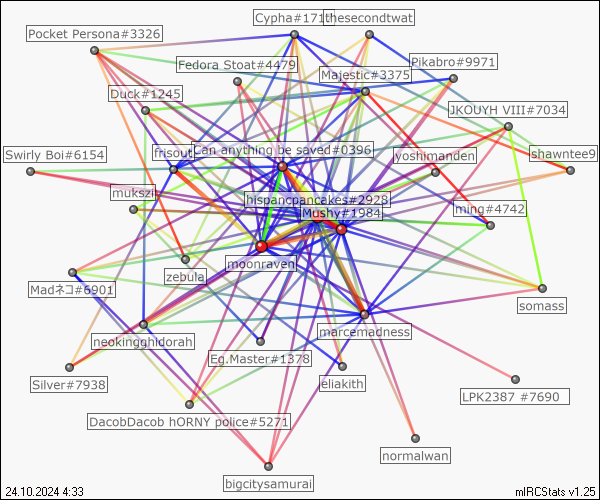 Cypha#171
thesecondtwat
Pocket Persona#3326
Fedora Stoat#4479
Pikabro#9971
Majestic#3375
Duck#1245
JKOUYH VIII#7034
Swirly Boi#6154
frisout
Can anything be saved#0396
yoshimanden
shawntee9
mukszil
hispancpancakes#2928
Mushy#1984
ming#4742
moonraven
zebula
Madネコ#6901
somass
neokingghidorah
marcemadness
Eg.Master#1378
Silver#7938
eliakith
LPK2387 #7690
DacobDacob hORNY police#5271
normalwan
bigcitysamurai
24.10.2024 4:33
mIRCStats v1.25